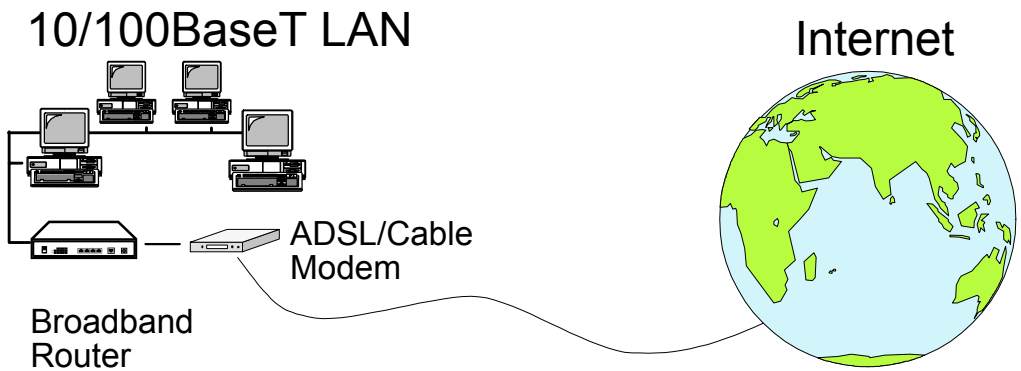 10/100BaseT LAN
Internet
ADSL/Cable
Modem
Broadband
Router